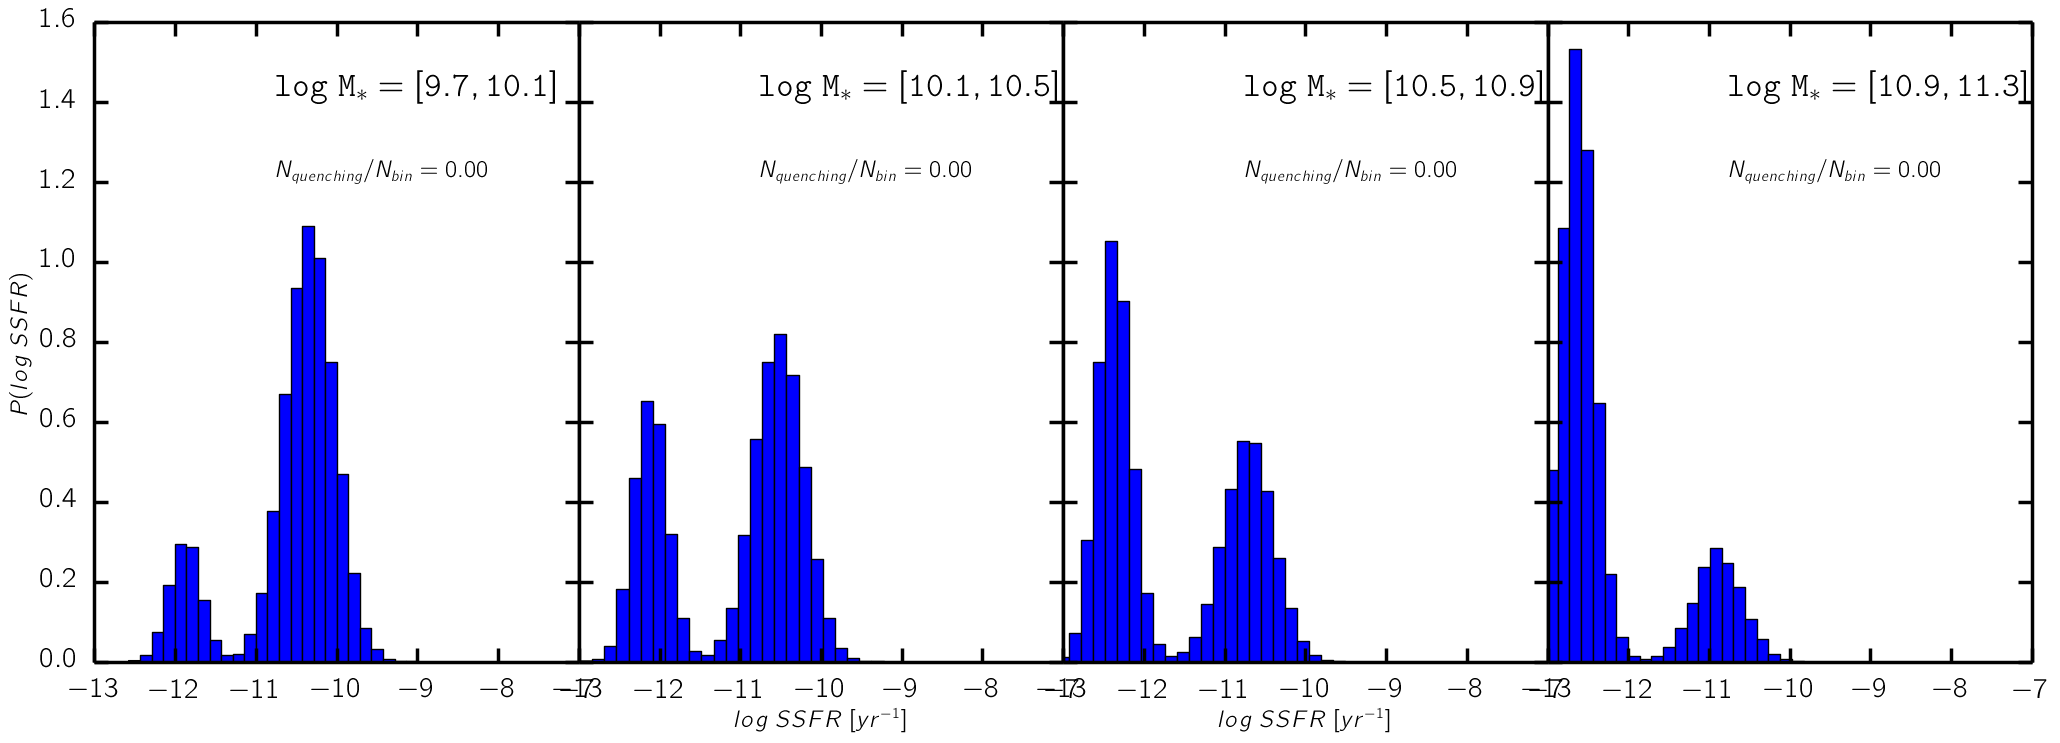 1.6
1.4
1.2
1.0
0.8
0.6
0.4
0.2
0.0
P(log SSFR)
log M* = [9.7, 10.1]
N_quenching/N_bin = 0.00
−13 −12 −11 −10 −9 −8 −7
log M* = [10.1, 10.5]
N_quenching/N_bin = 0.00
−13 −12 −11 −10 −9 −8 −7
log SSFR [yr⁻¹]
log M* = [10.5, 10.9]
N_quenching/N_bin = 0.00
−13 −12 −11 −10 −9 −8 −7
log SSFR [yr⁻¹]
log M* = [10.9, 11.3]
N_quenching/N_bin = 0.00
−13 −12 −11 −10 −9 −8 −7